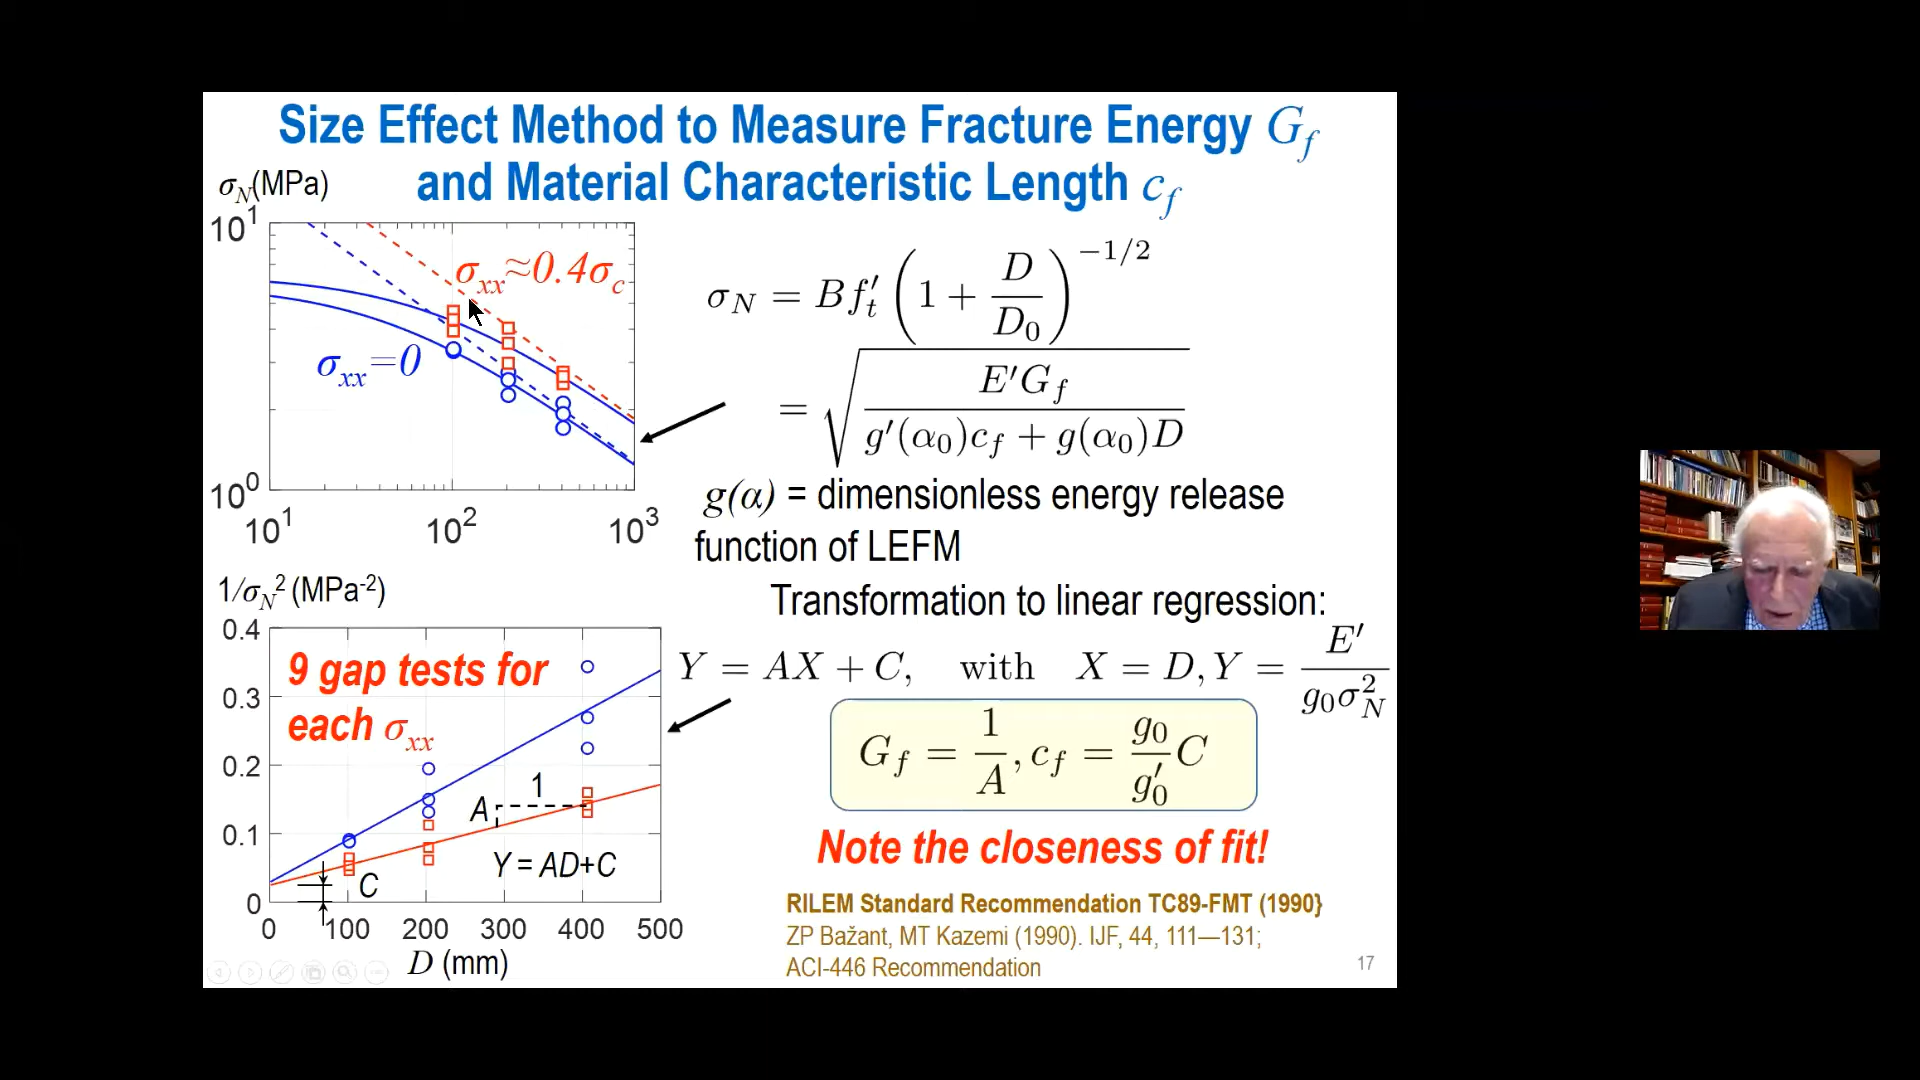 Size Effect Method to Measure Fracture Energy G_f
and Material Characteristic Length c_f
σ_N(MPa)
10^1
σ_xx≈0.4σ_c
σ_xx=0
10^0
10^1 10^2 10^3
σ_N = Bf′_t (1 + D/D_0)^{-1/2}
= √(E′G_f / (g′(α_0)c_f + g(α_0)D))
g(α) = dimensionless energy release
function of LEFM
Transformation to linear regression:
Y = AX + C, with X = D, Y = E′/(g_0σ_N^2)
G_f = 1/A, c_f = (g_0/g′_0) C
Note the closeness of fit!
1/σ_N^2 (MPa^-2)
0.4
0.3
0.2
0.1
0
9 gap tests for
each σ_xx
1
A
Y = AD+C
C
0 100 200 300 400 500
D (mm)
RILEM Standard Recommendation TC89-FMT (1990}
ZP Bažant, MT Kazemi (1990). IJF, 44, 111—131;
ACI-446 Recommendation
17